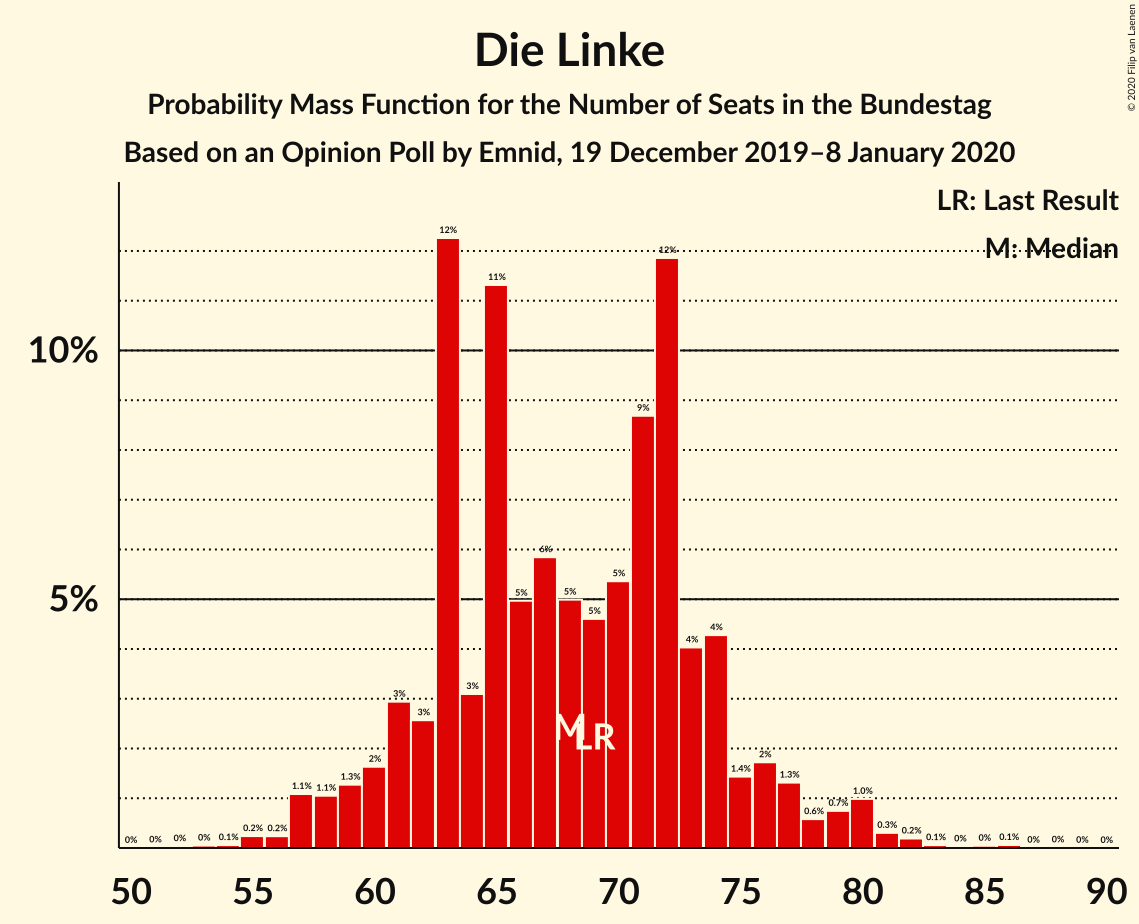 Die Linke
Probability Mass Function for the Number of Seats in the Bundestag
Based on an Opinion Poll by Emnid, 19 December 2019–8 January 2020
© 2020 Filip van Laenen
LR: Last Result
M: Median
10%
5%
0% 0% 0% 0% 0.1% 0.2% 0.2% 1.1% 1.1% 1.3% 2% 3% 3% 12% 3% 11% 5% 6% 5% 5% 5% 9% 12% 4% 4% 1.4% 2% 1.3% 0.6% 0.7% 1.0% 0.3% 0.2% 0.1% 0% 0% 0.1% 0% 0% 0% 0%
M LR
50 55 60 65 70 75 80 85 90